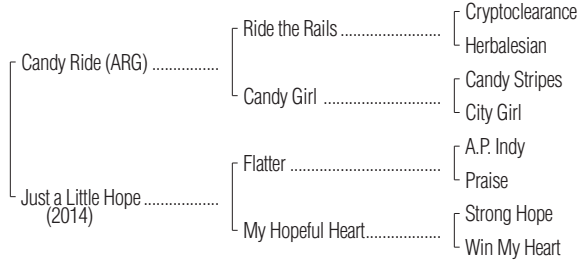 Cryptoclearance
Ride the Rails
Herbalesian
Candy Ride (ARG)
Candy Stripes
Candy Girl
City Girl
A.P. Indy
Flatter
Praise
Just a Little Hope
(2014)
Strong Hope
My Hopeful Heart
Win My Heart